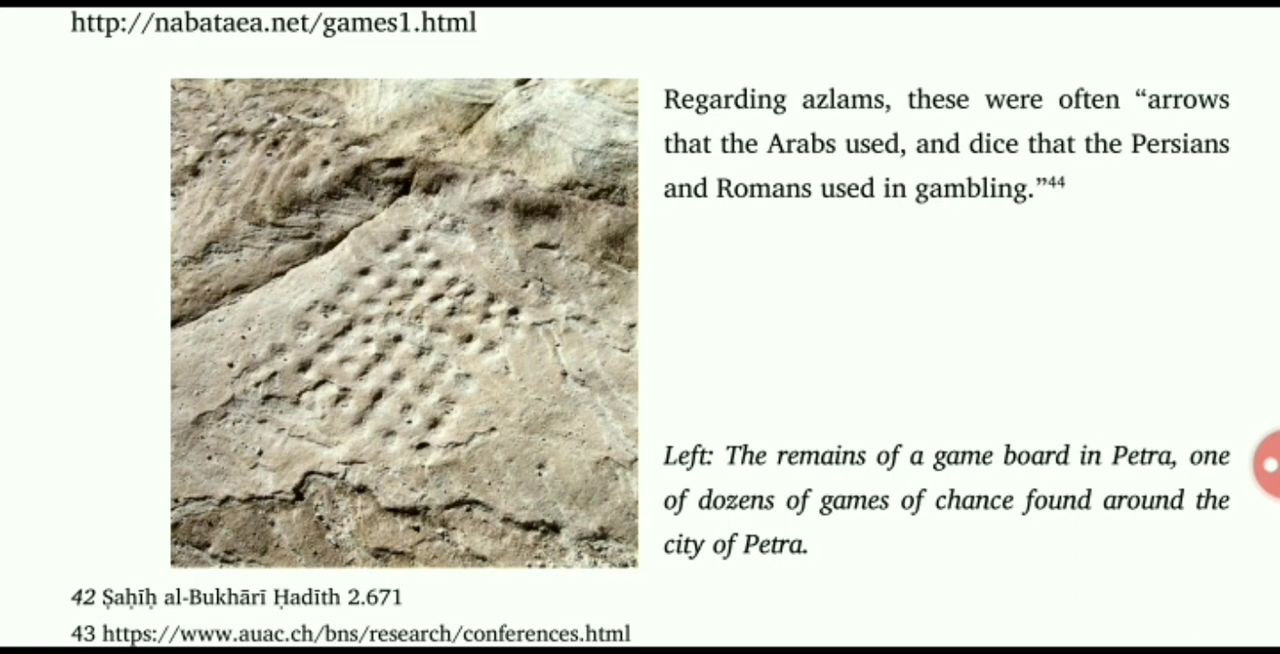 http://nabataea.net/games1.html
Regarding azlams, these were often “arrows
that the Arabs used, and dice that the Persians
and Romans used in gambling.”⁴⁴
Left: The remains of a game board in Petra, one
of dozens of games of chance found around the
city of Petra.
42 Ṣaḥīḥ al-Bukhārī Ḥadīth 2.671
43 https://www.auac.ch/bns/research/conferences.html